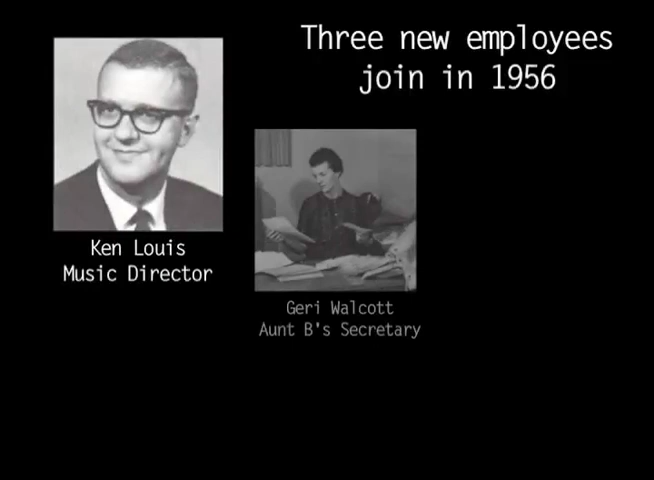 Three new employees
join in 1956
Ken Louis
Music Director
Geri Walcott
Aunt B's Secretary